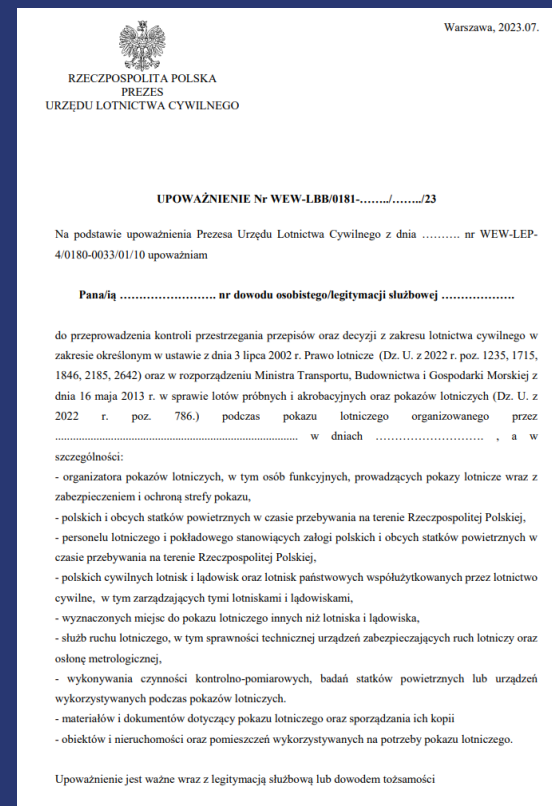 Warszawa, 2023.07.
RZECZPOSPOLITA POLSKA
PREZES
URZĘDU LOTNICTWA CYWILNEGO
UPOWAŻNIENIE Nr WEW-LBB/0181-……../……../23
Na podstawie upoważnienia Prezesa Urzędu Lotnictwa Cywilnego z dnia ………. nr WEW-LEP-
4/0180-0033/01/10 upoważniam
Pana/ią ……………………. nr dowodu osobistego/legitymacji służbowej ……………….
do przeprowadzenia kontroli przestrzegania przepisów oraz decyzji z zakresu lotnictwa cywilnego w
zakresie określonym w ustawie z dnia 3 lipca 2002 r. Prawo lotnicze (Dz. U. z 2022 r. poz. 1235, 1715,
1846, 2185, 2642) oraz w rozporządzeniu Ministra Transportu, Budownictwa i Gospodarki Morskiej z
dnia 16 maja 2013 r. w sprawie lotów próbnych i akrobacyjnych oraz pokazów lotniczych (Dz. U. z
2022 r. poz. 786.) podczas pokazu lotniczego organizowanego przez
................................................................................. w dniach ………………………. , a w
szczególności:
- organizatora pokazów lotniczych, w tym osób funkcyjnych, prowadzących pokazy lotnicze wraz z
zabezpieczeniem i ochroną strefy pokazu,
- polskich i obcych statków powietrznych w czasie przebywania na terenie Rzeczpospolitej Polskiej,
- personelu lotniczego i pokładowego stanowiących załogi polskich i obcych statków powietrznych w
czasie przebywania na terenie Rzeczpospolitej Polskiej,
- polskich cywilnych lotnisk i lądowisk oraz lotnisk państwowych współużytkowanych przez lotnictwo
cywilne, w tym zarządzających tymi lotniskami i lądowiskami,
- wyznaczonych miejsc do pokazu lotniczego innych niż lotniska i lądowiska,
- służb ruchu lotniczego, w tym sprawności technicznej urządzeń zabezpieczających ruch lotniczy oraz
osłonę metrologicznej,
- wykonywania czynności kontrolno-pomiarowych, badań statków powietrznych lub urządzeń
wykorzystywanych podczas pokazów lotniczych.
- materiałów i dokumentów dotyczący pokazu lotniczego oraz sporządzania ich kopii
- obiektów i nieruchomości oraz pomieszczeń wykorzystywanych na potrzeby pokazu lotniczego.
Upoważnienie jest ważne wraz z legitymacją służbową lub dowodem tożsamości